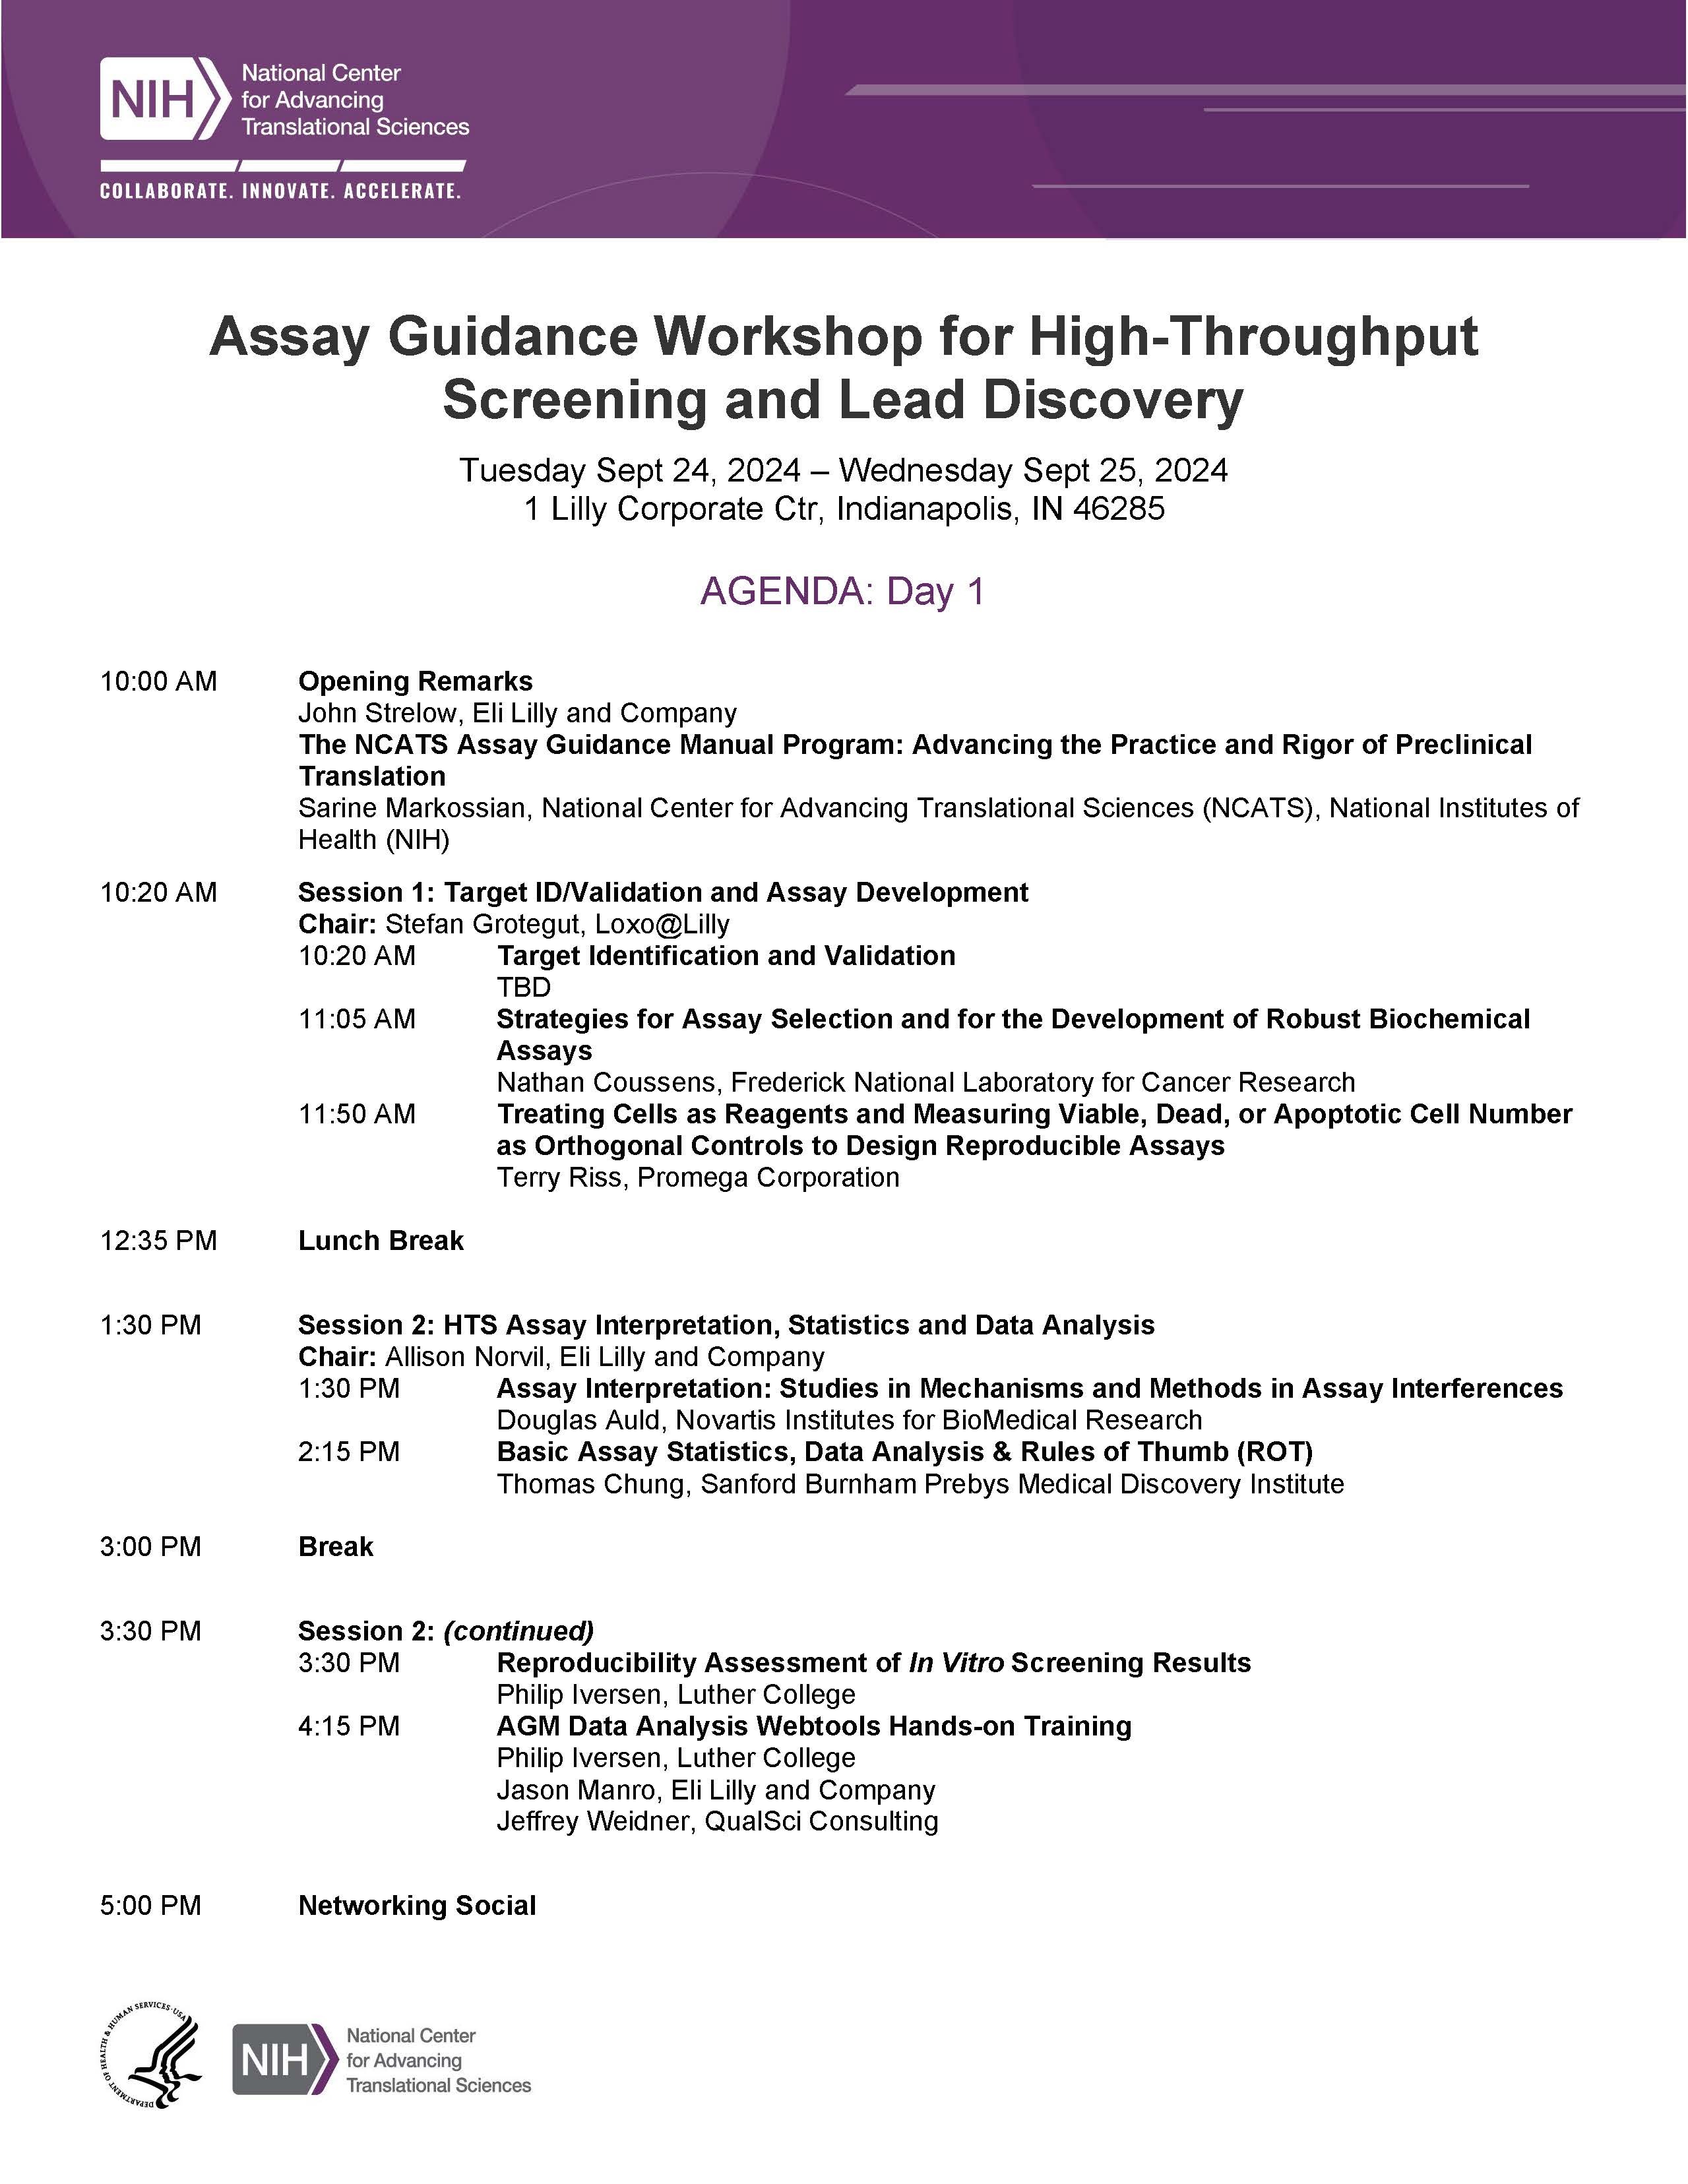 NIH National Center
for Advancing
Translational Sciences
COLLABORATE. INNOVATE. ACCELERATE.
Assay Guidance Workshop for High-Throughput
Screening and Lead Discovery
Tuesday Sept 24, 2024 – Wednesday Sept 25, 2024
1 Lilly Corporate Ctr, Indianapolis, IN 46285
AGENDA: Day 1
10:00 AM Opening Remarks
John Strelow, Eli Lilly and Company
The NCATS Assay Guidance Manual Program: Advancing the Practice and Rigor of Preclinical
Translation
Sarine Markossian, National Center for Advancing Translational Sciences (NCATS), National Institutes of
Health (NIH)
10:20 AM Session 1: Target ID/Validation and Assay Development
Chair: Stefan Grotegut, Loxo@Lilly
10:20 AM Target Identification and Validation
TBD
11:05 AM Strategies for Assay Selection and for the Development of Robust Biochemical
Assays
Nathan Coussens, Frederick National Laboratory for Cancer Research
11:50 AM Treating Cells as Reagents and Measuring Viable, Dead, or Apoptotic Cell Number
as Orthogonal Controls to Design Reproducible Assays
Terry Riss, Promega Corporation
12:35 PM Lunch Break
1:30 PM Session 2: HTS Assay Interpretation, Statistics and Data Analysis
Chair: Allison Norvil, Eli Lilly and Company
1:30 PM Assay Interpretation: Studies in Mechanisms and Methods in Assay Interferences
Douglas Auld, Novartis Institutes for BioMedical Research
2:15 PM Basic Assay Statistics, Data Analysis & Rules of Thumb (ROT)
Thomas Chung, Sanford Burnham Prebys Medical Discovery Institute
3:00 PM Break
3:30 PM Session 2: (continued)
3:30 PM Reproducibility Assessment of In Vitro Screening Results
Philip Iversen, Luther College
4:15 PM AGM Data Analysis Webtools Hands-on Training
Philip Iversen, Luther College
Jason Manro, Eli Lilly and Company
Jeffrey Weidner, QualSci Consulting
5:00 PM Networking Social
DEPARTMENT OF HEALTH & HUMAN SERVICES·USA
NIH National Center
for Advancing
Translational Sciences